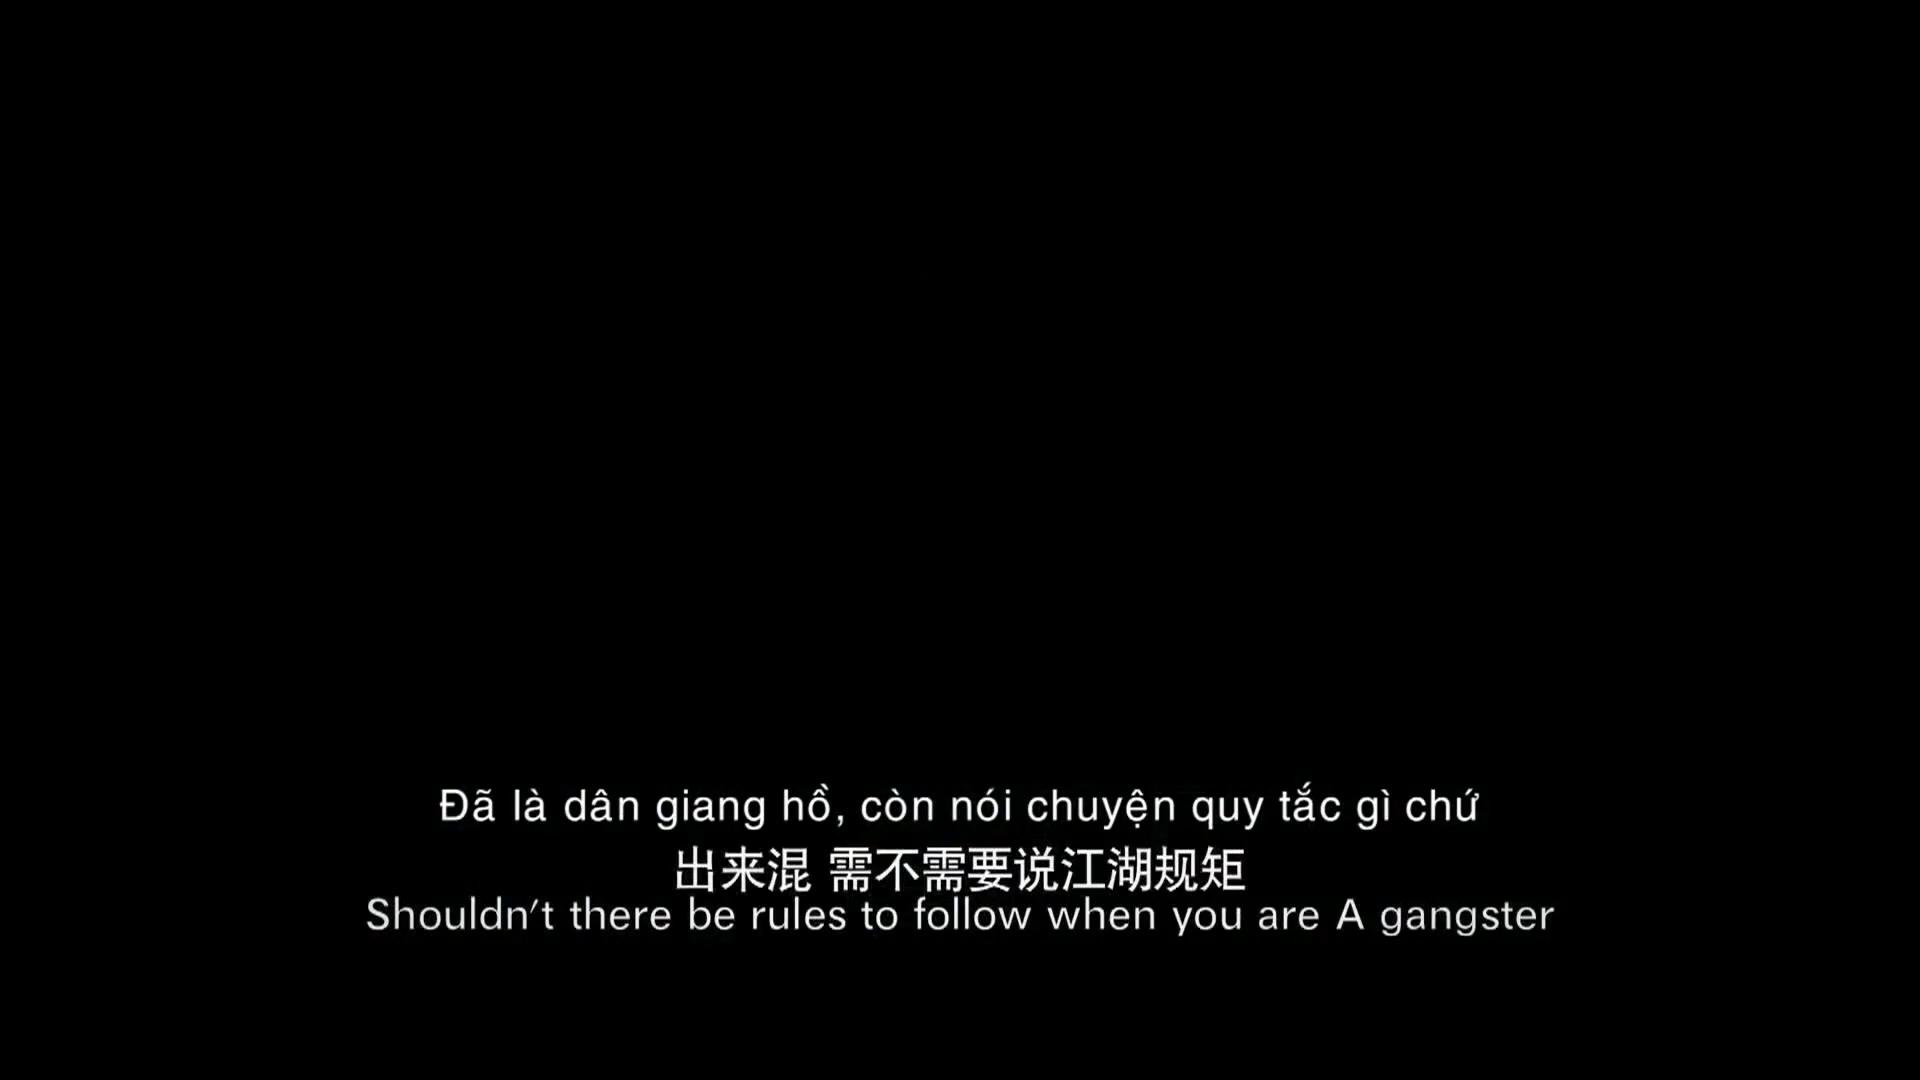 Đã là dân giang hồ, còn nói chuyện quy tắc gì chứ
出来混 需不需要说江湖规矩
Shouldn't there be rules to follow when you are A gangster